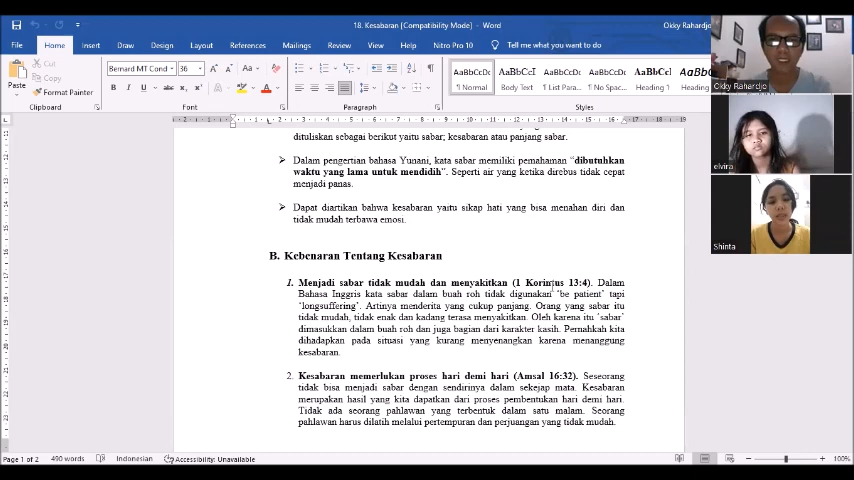 18. Kesabaran [Compatibility Mode] - Word
Okky Rahardjo
File Home Insert Draw Design Layout References Mailings Review View Help Nitro Pro 10 Tell me what you want to do
Cut
Copy
Format Painter
Paste
Clipboard
Bernard MT Cond 36
Font
Paragraph
AaBbCcDc AaBbCcI AaBbCcDc AaBbCcDc AaBbCcl
¶ Normal Body Text ¶ List Para... ¶ No Spac... Heading 1 Heading 2
Styles
Okky Rahardjo
elvira
Shinta
dituliskan sebagai berikut yaitu sabar; kesabaran atau panjang sabar.
➢ Dalam pengertian bahasa Yunani, kata sabar memiliki pemahaman “dibutuhkan
waktu yang lama untuk mendidih”. Seperti air yang ketika direbus tidak cepat
menjadi panas.
➢ Dapat diartikan bahwa kesabaran yaitu sikap hati yang bisa menahan diri dan
tidak mudah terbawa emosi.
B. Kebenaran Tentang Kesabaran
1. Menjadi sabar tidak mudah dan menyakitkan (1 Korintus 13:4). Dalam
Bahasa Inggris kata sabar dalam buah roh tidak digunakan ‘be patient’ tapi
‘longsuffering’. Artinya menderita yang cukup panjang. Orang yang sabar itu
tidak mudah, tidak enak dan kadang terasa menyakitkan. Oleh karena itu ‘sabar’
dimasukkan dalam buah roh dan juga bagian dari karakter kasih. Pernahkah kita
dihadapkan pada situasi yang kurang menyenangkan karena menanggung
kesabaran.
2. Kesabaran memerlukan proses hari demi hari (Amsal 16:32). Seseorang
tidak bisa menjadi sabar dengan sendirinya dalam sekejap mata. Kesabaran
merupakan hasil yang kita dapatkan dari proses pembentukan hari demi hari.
Tidak ada seorang pahlawan yang terbentuk dalam satu malam. Seorang
pahlawan harus dilatih melalui pertempuran dan perjuangan yang tidak mudah.
Page 1 of 2 490 words Indonesian Accessibility: Unavailable 100%